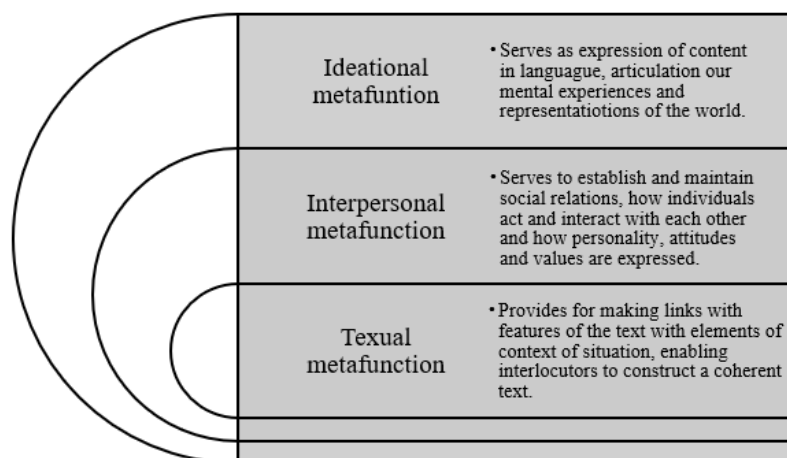 Ideational
metafuntion
• Serves as expression of content
in languague, articulation our
mental experiences and
representatiotions of the world.
Interpersonal
metafunction
• Serves to establish and maintain
social relations, how individuals
act and interact with each other
and how personality, attitudes
and values are expressed.
Texual
metafunction
• Provides for making links with
features of the text with elements of
context of situation, enabling
interlocutors to construct a coherent
text.